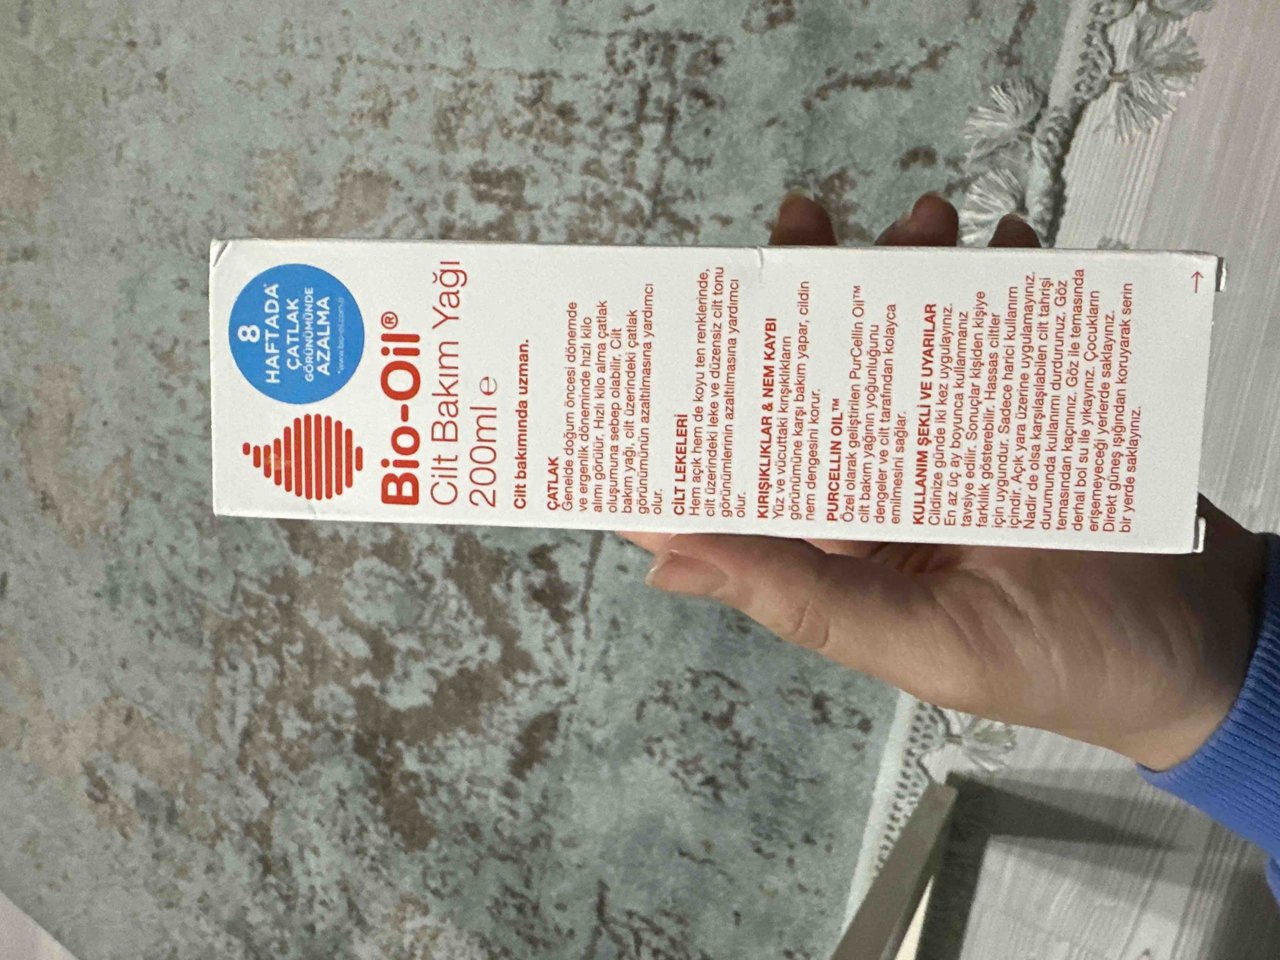 8
HAFTADA*
ÇATLAK
GÖRÜNÜMÜNDE
AZALMA
*www.bio-oil.com.tr
Bio-Oil®
Cilt Bakım Yağı
200ml ℮
Cilt bakımında uzman.
ÇATLAK
Genelde doğum öncesi dönemde
ve ergenlik döneminde hızlı kilo
alımı görülür. Hızlı kilo alma çatlak
oluşumuna sebep olabilir. Cilt
bakım yağı, cilt üzerindeki çatlak
görünümünün azaltılmasına yardımcı
olur.
CİLT LEKELERİ
Hem açık hem de koyu ten renklerinde,
cilt üzerindeki leke ve düzensiz cilt tonu
görünümlerinin azaltılmasına yardımcı
olur.
KIRIŞIKLIKLAR & NEM KAYBI
Yüz ve vücuttaki kırışıklıkların
görünümüne karşı bakım yapar, cildin
nem dengesini korur.
PURCELLIN OIL™
Özel olarak geliştirilen PurCellin Oil™
cilt bakım yağının yoğunluğunu
dengeler ve cilt tarafından kolayca
emilmesini sağlar.
KULLANIM ŞEKLİ VE UYARILAR
Cildinize günde iki kez uygulayınız.
En az üç ay boyunca kullanmanız
tavsiye edilir. Sonuçlar kişiden kişiye
farklılık gösterebilir. Hassas ciltler
için uygundur. Sadece harici kullanım
içindir. Açık yara üzerine uygulamayınız.
Nadir de olsa karşılaşılabilen cilt tahrişi
durumunda kullanımı durdurunuz. Göz
temasından kaçınınız. Göz ile temasında
derhal bol su ile yıkayınız. Çocukların
erişemeyeceği yerlerde saklayınız.
Direkt güneş ışığından koruyarak serin
bir yerde saklayınız.
→